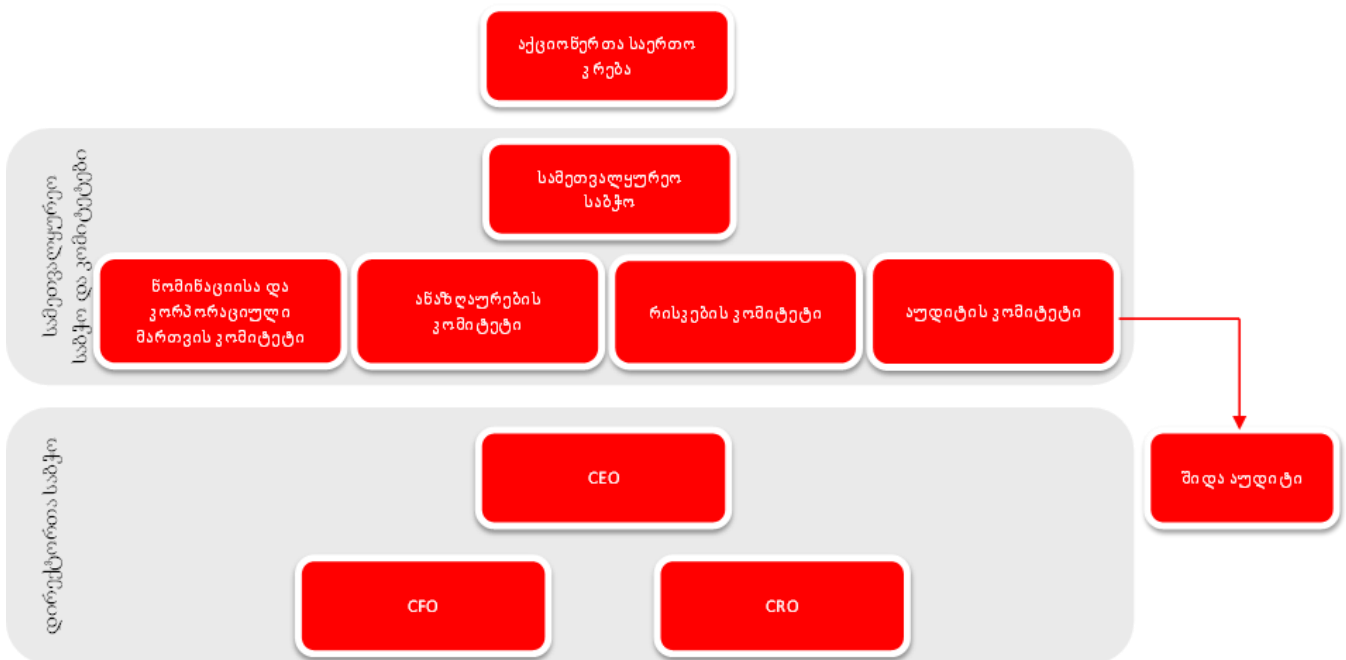 აქციონერთა საერთო
კრება
სამეთვალყურეო
საბჭო და კომიტეტები
სამეთვალყურეო
საბჭო
ნომინაციისა და
კორპორაციული
მართვის კომიტეტი
ანაზღაურების
კომიტეტი
რისკების კომიტეტი
აუდიტის კომიტეტი
დირექტორთა საბჭო
CEO
შიდა აუდიტი
CFO
CRO